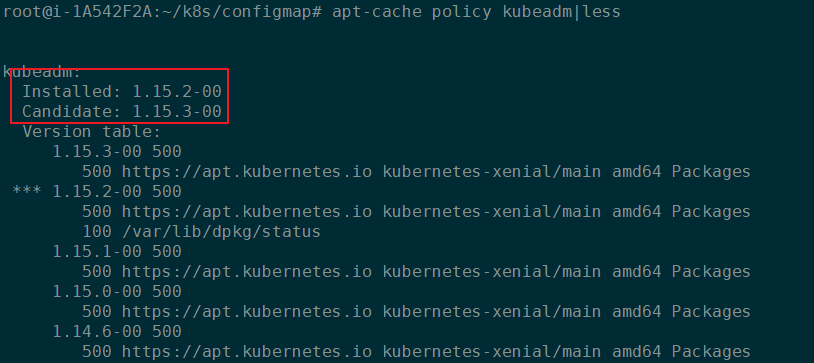 root@i-1A542F2A:~/k8s/configmap# apt-cache policy kubeadm|less
kubeadm:
Installed: 1.15.2-00
Candidate: 1.15.3-00
Version table:
1.15.3-00 500
500 https://apt.kubernetes.io kubernetes-xenial/main amd64 Packages
*** 1.15.2-00 500
500 https://apt.kubernetes.io kubernetes-xenial/main amd64 Packages
100 /var/lib/dpkg/status
1.15.1-00 500
500 https://apt.kubernetes.io kubernetes-xenial/main amd64 Packages
1.15.0-00 500
500 https://apt.kubernetes.io kubernetes-xenial/main amd64 Packages
1.14.6-00 500
500 https://apt.kubernetes.io kubernetes-xenial/main amd64 Packages